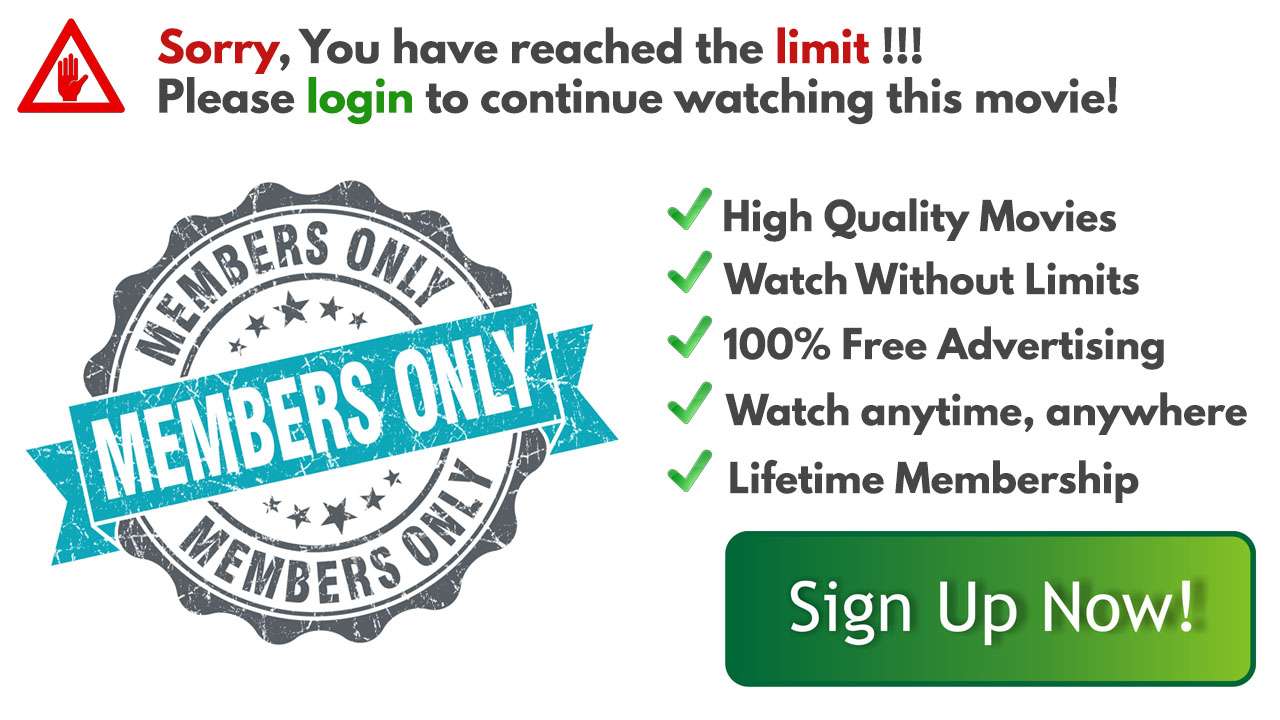 Sorry, You have reached the limit !!!
Please login to continue watching this movie!
MEMBERS ONLY
MEMBERS ONLY
MEMBERS ONLY
High Quality Movies
Watch Without Limits
100% Free Advertising
Watch anytime, anywhere
Lifetime Membership
Sign Up Now!